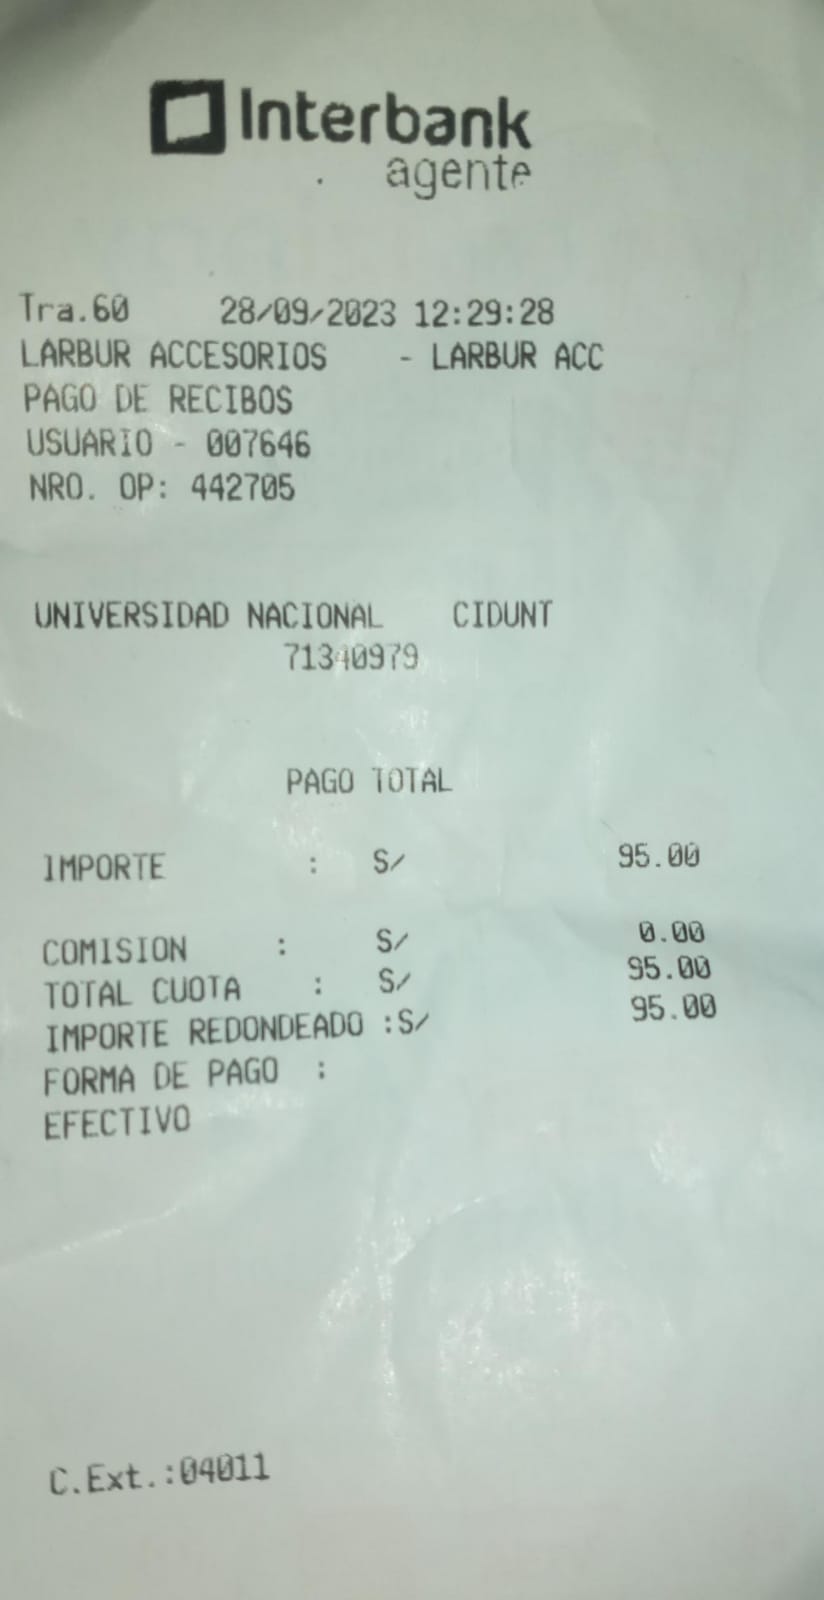 Interbank
agente
Tra.60 28/09/2023 12:29:28
LARBUR ACCESORIOS - LARBUR ACC
PAGO DE RECIBOS
USUARIO - 007646
NRO. OP: 442705
UNIVERSIDAD NACIONAL CIDUNT
71340979
PAGO TOTAL
IMPORTE : S/ 95.00
COMISION : S/ 0.00
TOTAL CUOTA : S/ 95.00
IMPORTE REDONDEADO :S/ 95.00
FORMA DE PAGO :
EFECTIVO
C.Ext.:04011